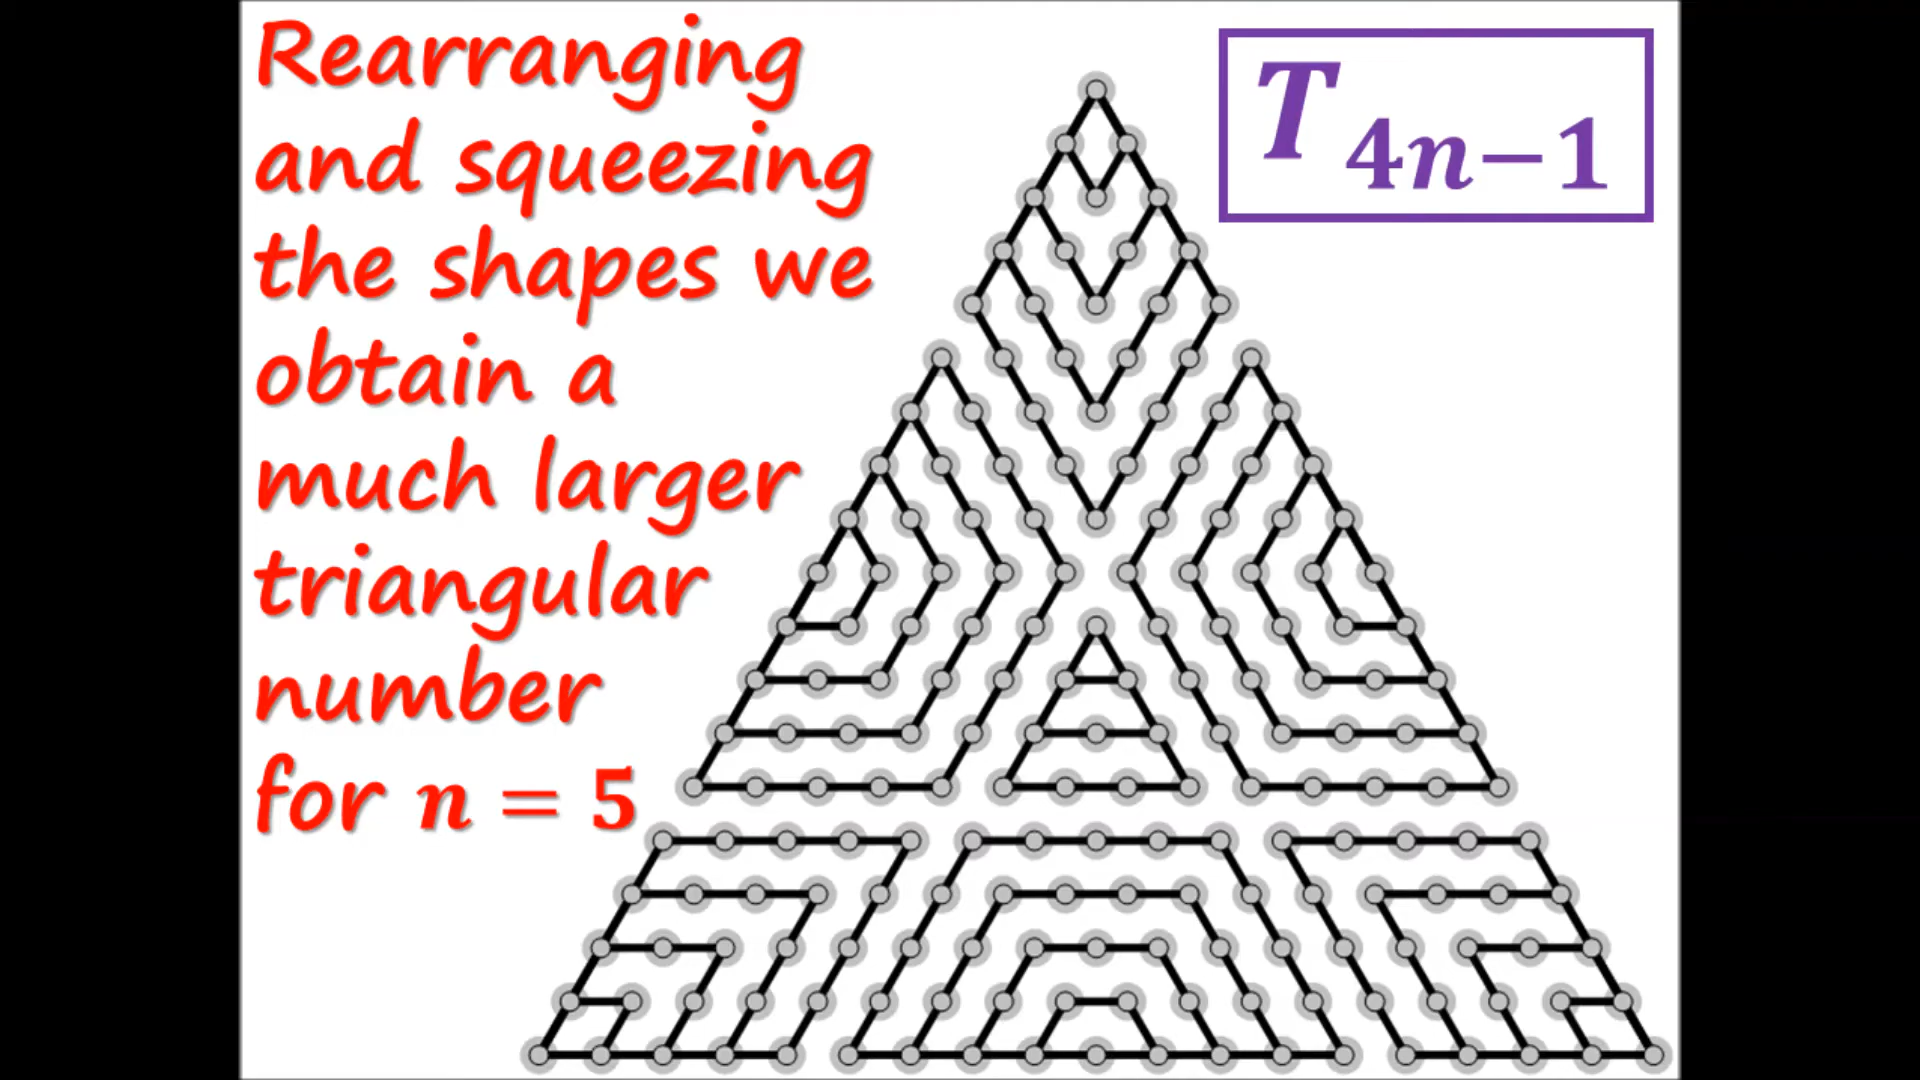 Rearranging
and squeezing
the shapes we
obtain a
much larger
triangular
number
for n = 5
T4n−1